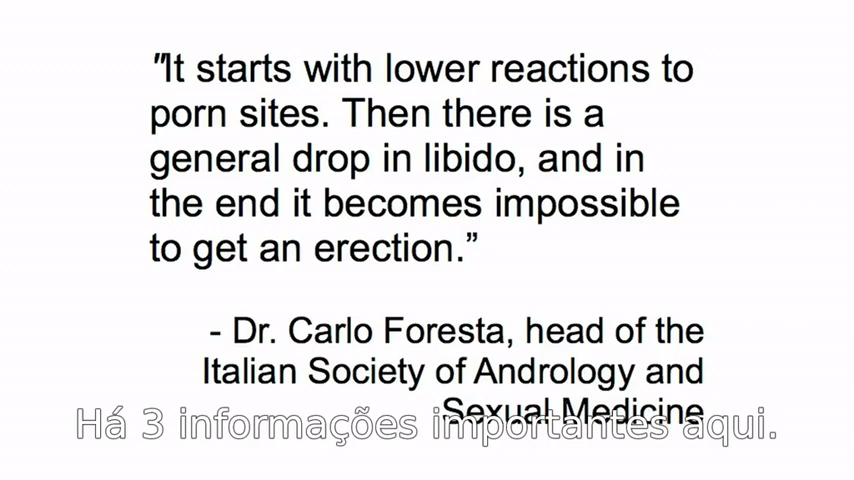 "It starts with lower reactions to
porn sites. Then there is a
general drop in libido, and in
the end it becomes impossible
to get an erection.”
- Dr. Carlo Foresta, head of the
Italian Society of Andrology and
Sexual Medicine
Há 3 informações importantes aqui.